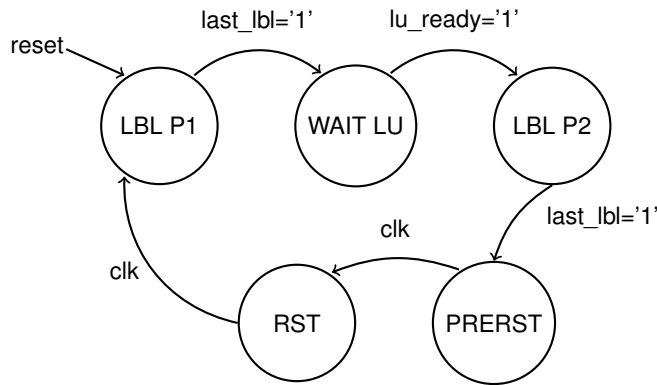 last_lbl='1'
lu_ready='1'
reset
LBL P1
WAIT LU
LBL P2
last_lbl='1'
clk
clk
RST
PRERST